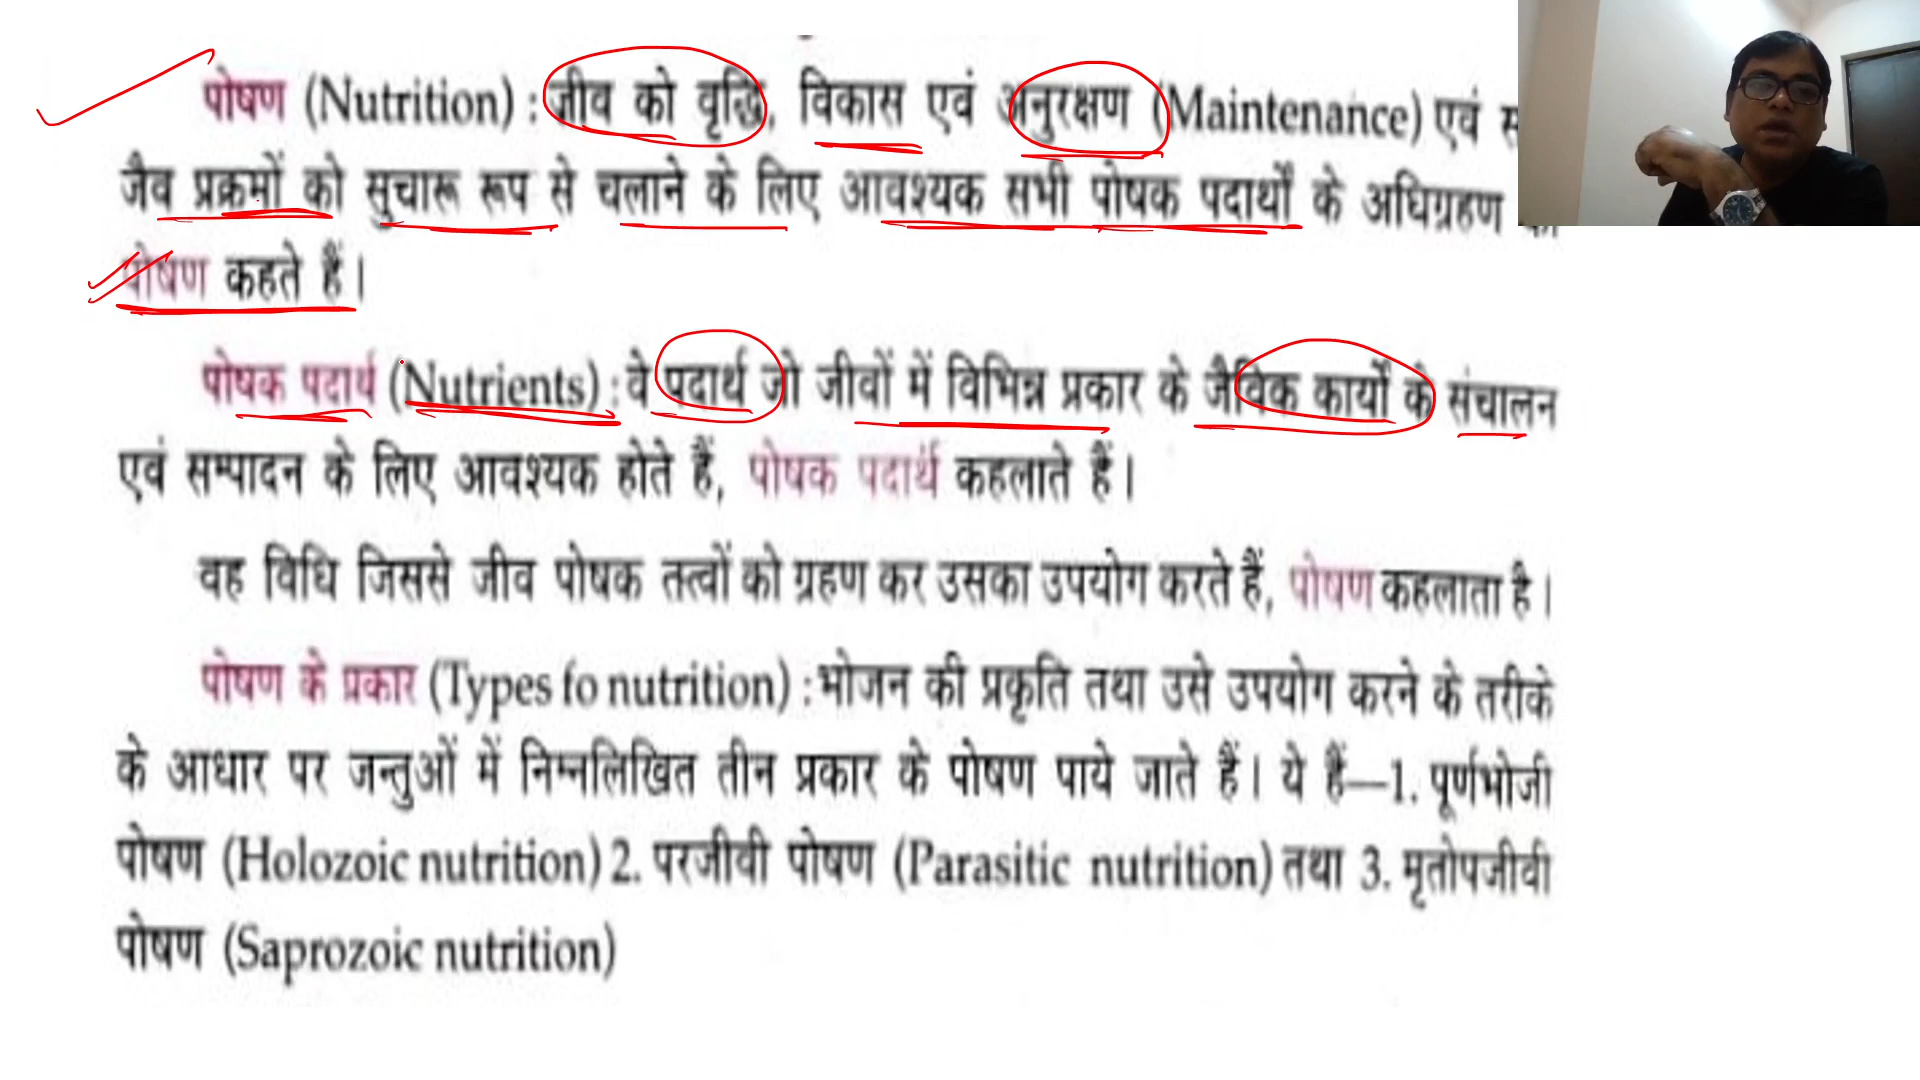 पोषण (Nutrition) : जीव को वृद्धि, विकास एवं अनुरक्षण (Maintenance) एवं
जैव प्रक्रमों को सुचारू रूप से चलाने के लिए आवश्यक सभी पोषक पदार्थों के अधिग्रहण
पोषण कहते हैं।
पोषक पदार्थ (Nutrients) : वे पदार्थ जो जीवों में विभिन्न प्रकार के जैविक कार्यों के संचालन
एवं सम्पादन के लिए आवश्यक होते हैं, पोषक पदार्थ कहलाते हैं।
वह विधि जिससे जीव पोषक तत्वों को ग्रहण कर उसका उपयोग करते हैं, पोषण कहलाता है।
पोषण के प्रकार (Types fo nutrition) : भोजन की प्रकृति तथा उसे उपयोग करने के तरीके
के आधार पर जन्तुओं में निम्नलिखित तीन प्रकार के पोषण पाये जाते हैं। ये हैं—1. पूर्णभोजी
पोषण (Holozoic nutrition) 2. परजीवी पोषण (Parasitic nutrition) तथा 3. मृतोपजीवी
पोषण (Saprozoic nutrition)